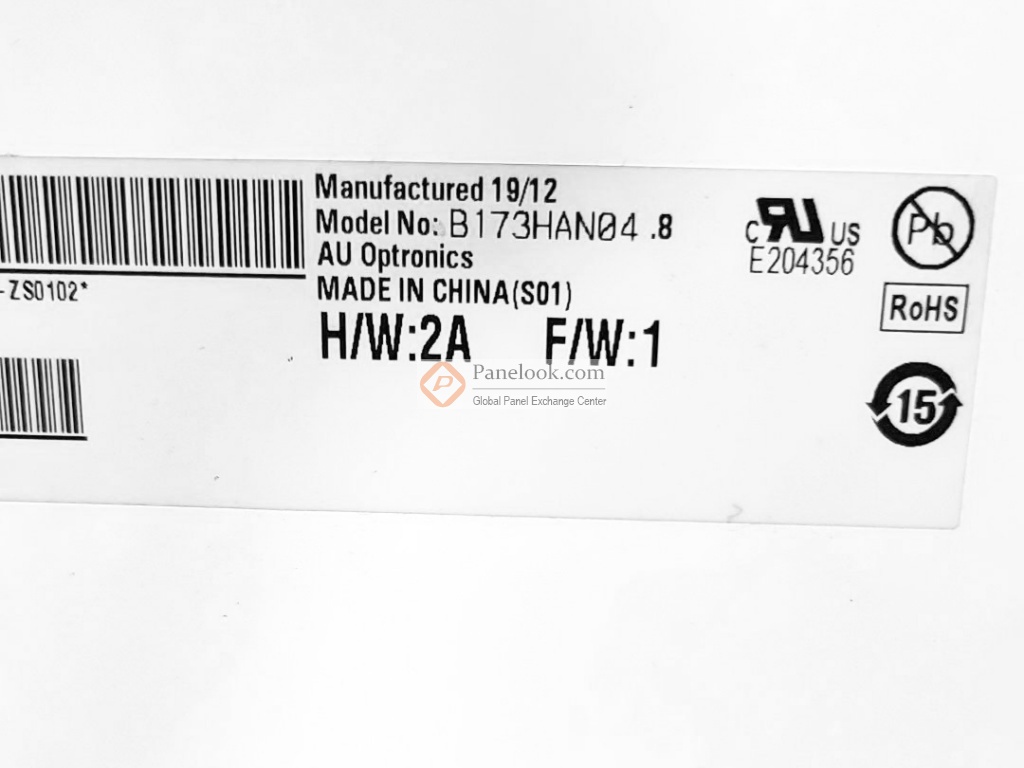 Manufactured 19/12
Model No: B173HAN04 .8
AU Optronics
MADE IN CHINA(S01)
H/W:2A F/W:1
-ZS0102*
c RU US
E204356
Pb
RoHS
15
Panelook.com
Global Panel Exchange Center